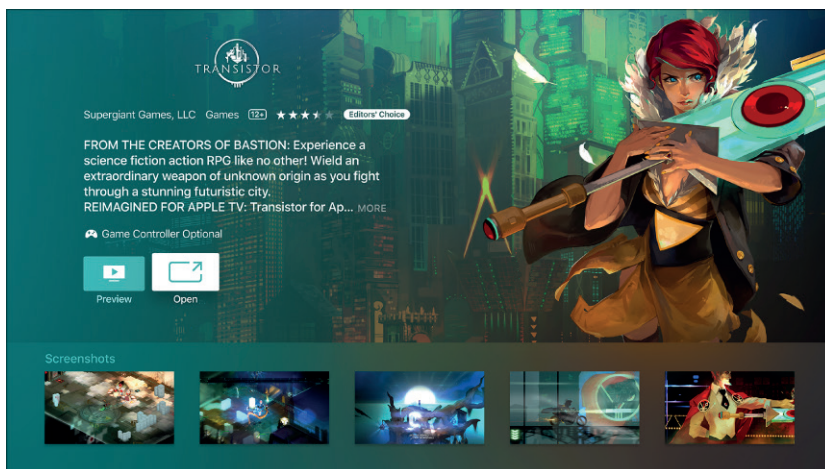 TRANSISTOR
Supergiant Games, LLC Games 12+ Editors' Choice
FROM THE CREATORS OF BASTION: Experience a
science fiction action RPG like no other! Wield an
extraordinary weapon of unknown origin as you fight
through a stunning futuristic city.
REIMAGINED FOR APPLE TV: Transistor for Ap... MORE
Game Controller Optional
Preview Open
Screenshots